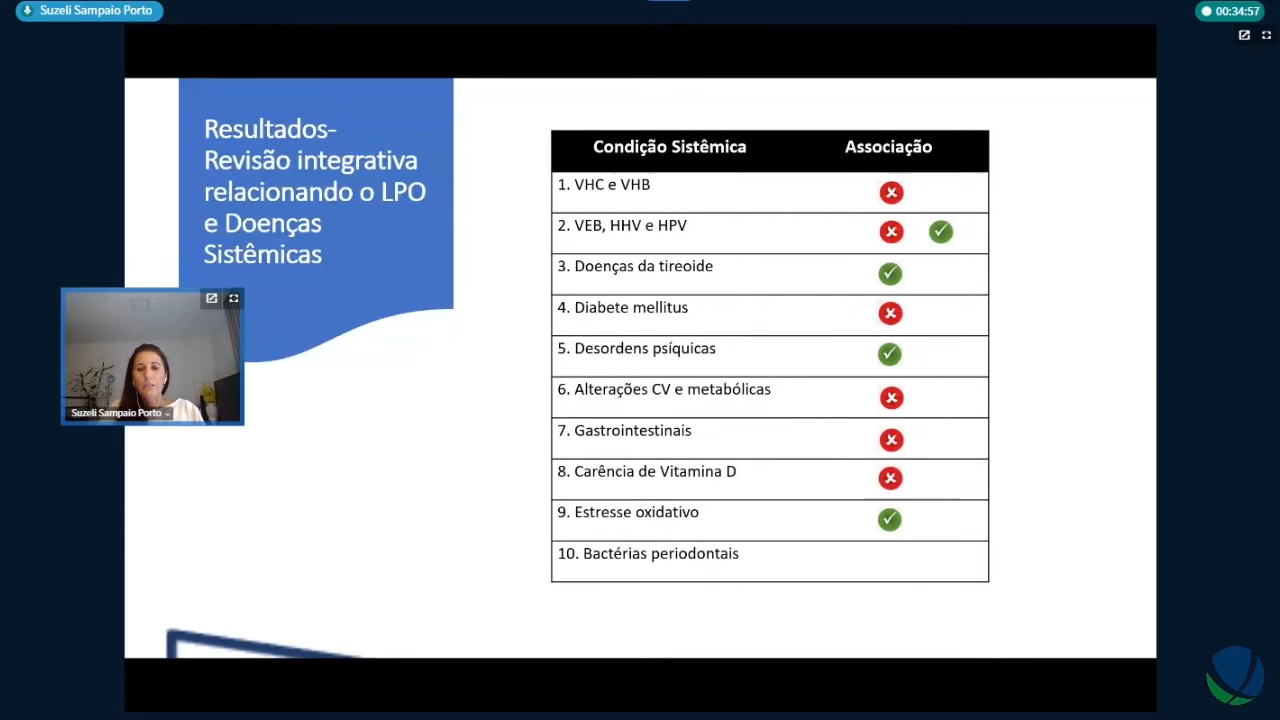 Suzeli Sampaio Porto
00:34:57
Resultados-
Revisão integrativa
relacionando o LPO
e Doenças
Sistêmicas
Condição Sistêmica Associação
1. VHC e VHB
2. VEB, HHV e HPV
3. Doenças da tireoide
4. Diabete mellitus
5. Desordens psíquicas
6. Alterações CV e metabólicas
7. Gastrointestinais
8. Carência de Vitamina D
9. Estresse oxidativo
10. Bactérias periodontais
Suzeli Sampaio Porto